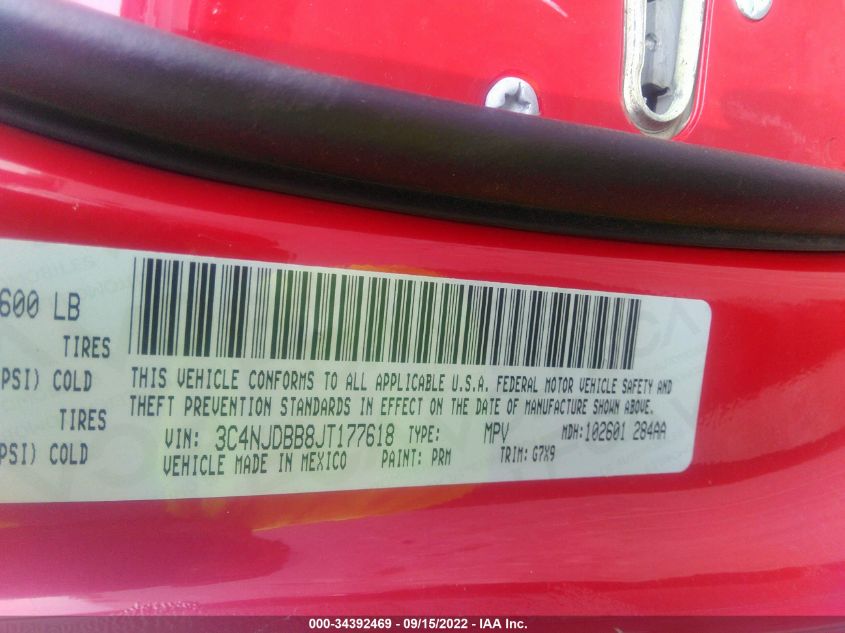 600 LB
TIRES
PSI) COLD
TIRES
PSI) COLD
THIS VEHICLE CONFORMS TO ALL APPLICABLE U.S.A. FEDERAL MOTOR VEHICLE SAFETY AND
THEFT PREVENTION STANDARDS IN EFFECT ON THE DATE OF MANUFACTURE SHOWN ABOVE.
VIN: 3C4NJDBB8JT177618 TYPE: MPV MDH:102601 284AA
VEHICLE MADE IN MEXICO PAINT: PRM TRIM: G7X9
000-34392469 - 09/15/2022 - IAA Inc.